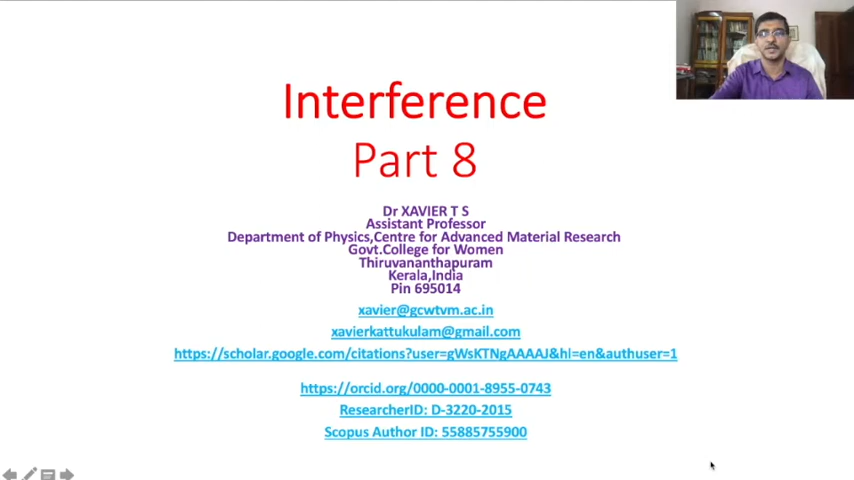 Interference
Part 8
Dr XAVIER T S
Assistant Professor
Department of Physics,Centre for Advanced Material Research
Govt.College for Women
Thiruvananthapuram
Kerala,India
Pin 695014
xavier@gcwtvm.ac.in
xavierkattukulam@gmail.com
https://scholar.google.com/citations?user=gWsKTNgAAAAJ&hl=en&authuser=1
https://orcid.org/0000-0001-8955-0743
ResearcherID: D-3220-2015
Scopus Author ID: 55885755900